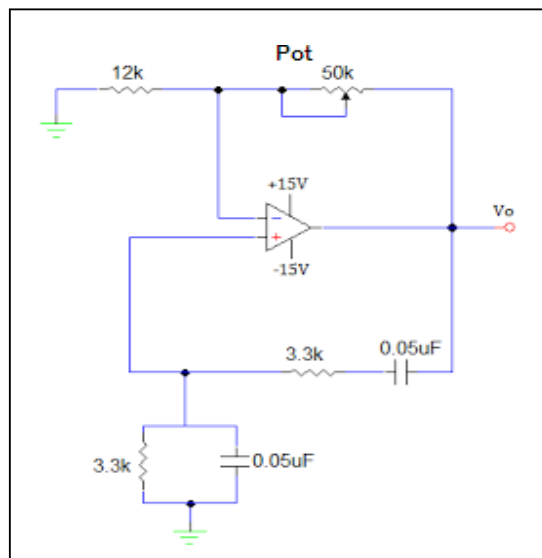 Pot
12k
50k
+15V
−
+
Vo
-15V
3.3k
0.05uF
3.3k
0.05uF